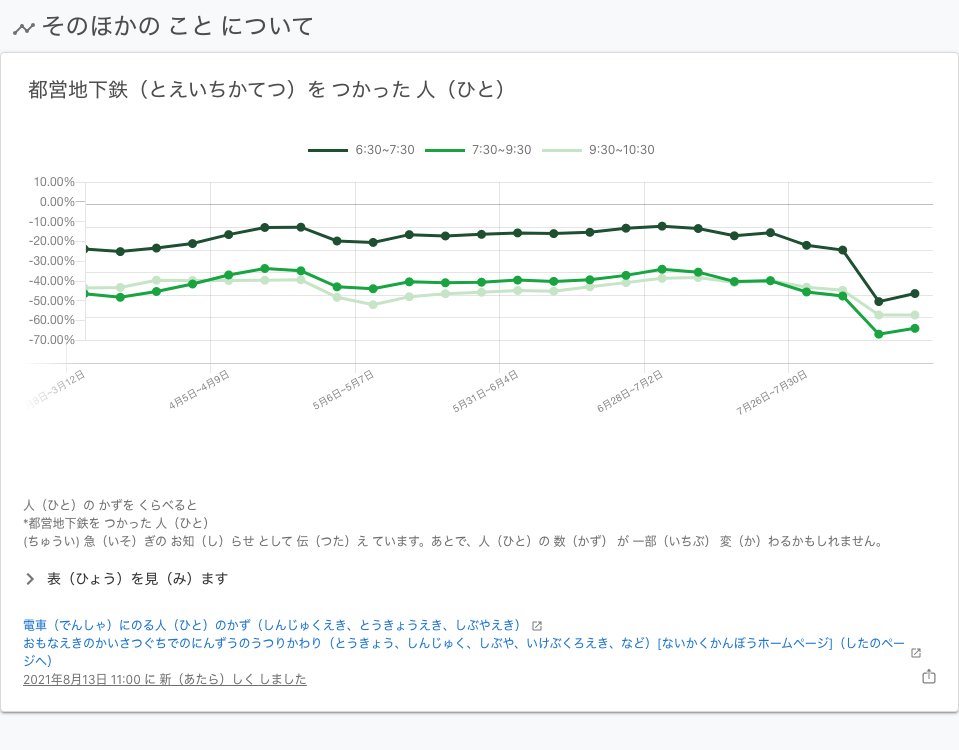 そのほかの こと について
都営地下鉄（とえいちかてつ）を つかった 人（ひと）
6:30~7:30 7:30~9:30 9:30~10:30
10.00%
0.00%
-10.00%
-20.00%
-30.00%
-40.00%
-50.00%
-60.00%
-70.00%
8日~3月12日 4月5日~4月9日 5月6日~5月7日 5月31日~6月4日 6月28日~7月2日 7月26日~7月30日
人（ひと）の かずを くらべると
*都営地下鉄を つかった 人（ひと）
(ちゅうい) 急（いそ）ぎの お知（し）らせ として 伝（つた）え ています。あとで、人（ひと）の 数（かず） が 一部（いちぶ） 変（か）わるかもしれません。
表（ひょう）を見（み）ます
電車（でんしゃ）にのる人（ひと）のかず（しんじゅくえき、とうきょうえき、しぶやえき）
おもなえきのかいさつぐちでのにんずうのうつりかわり（とうきょう、しんじゅく、しぶや、いけぶくろえき、など）[ないかくかんぼうホームページ]（したのペー
ジへ）
2021年8月13日 11:00 に 新（あたら）しく しました